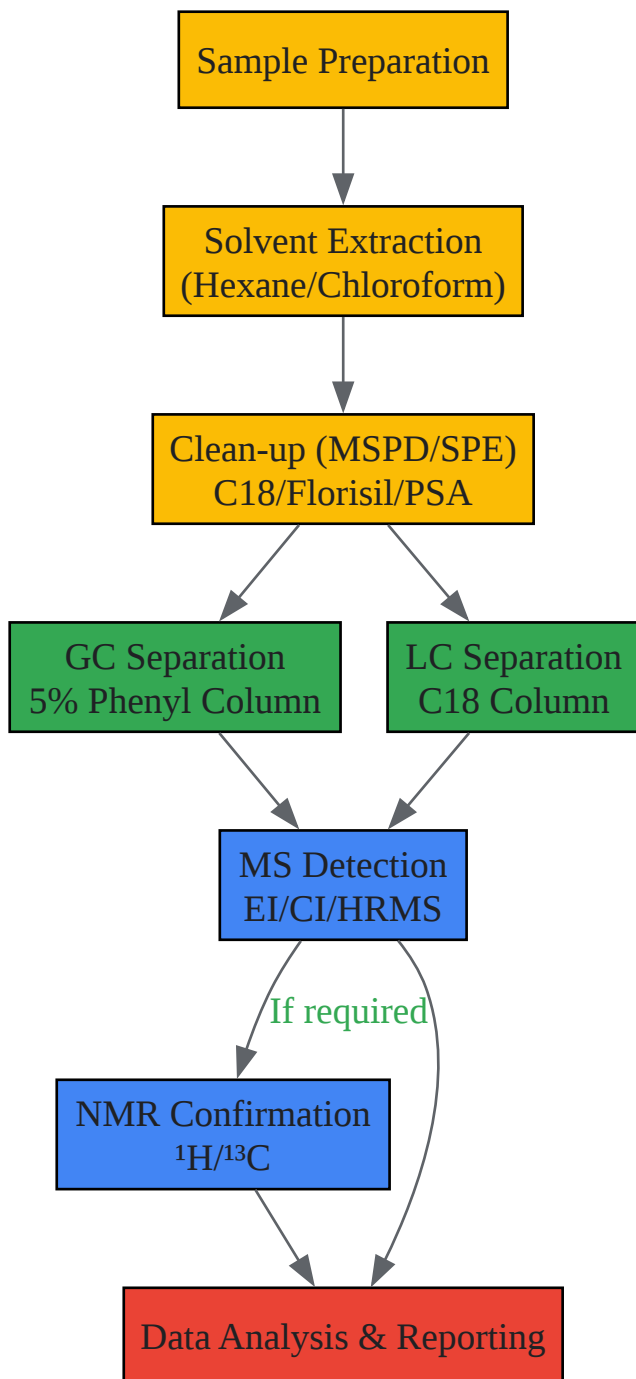 Sample Preparation
Solvent Extraction
(Hexane/Chloroform)
Clean-up (MSPD/SPE)
C18/Florisil/PSA
GC Separation
5% Phenyl Column
LC Separation
C18 Column
MS Detection
EI/CI/HRMS
If required
NMR Confirmation
¹H/¹³C
Data Analysis & Reporting